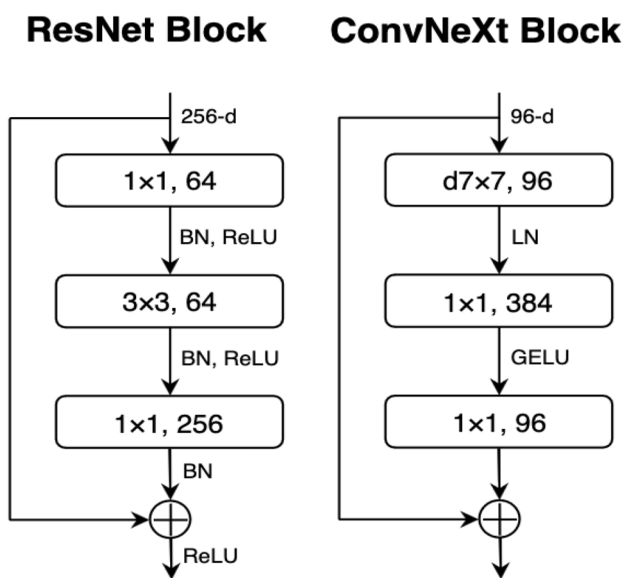 ResNet Block
256-d
1×1, 64
BN, ReLU
3×3, 64
BN, ReLU
1×1, 256
BN
ReLU
ConvNeXt Block
96-d
d7×7, 96
LN
1×1, 384
GELU
1×1, 96